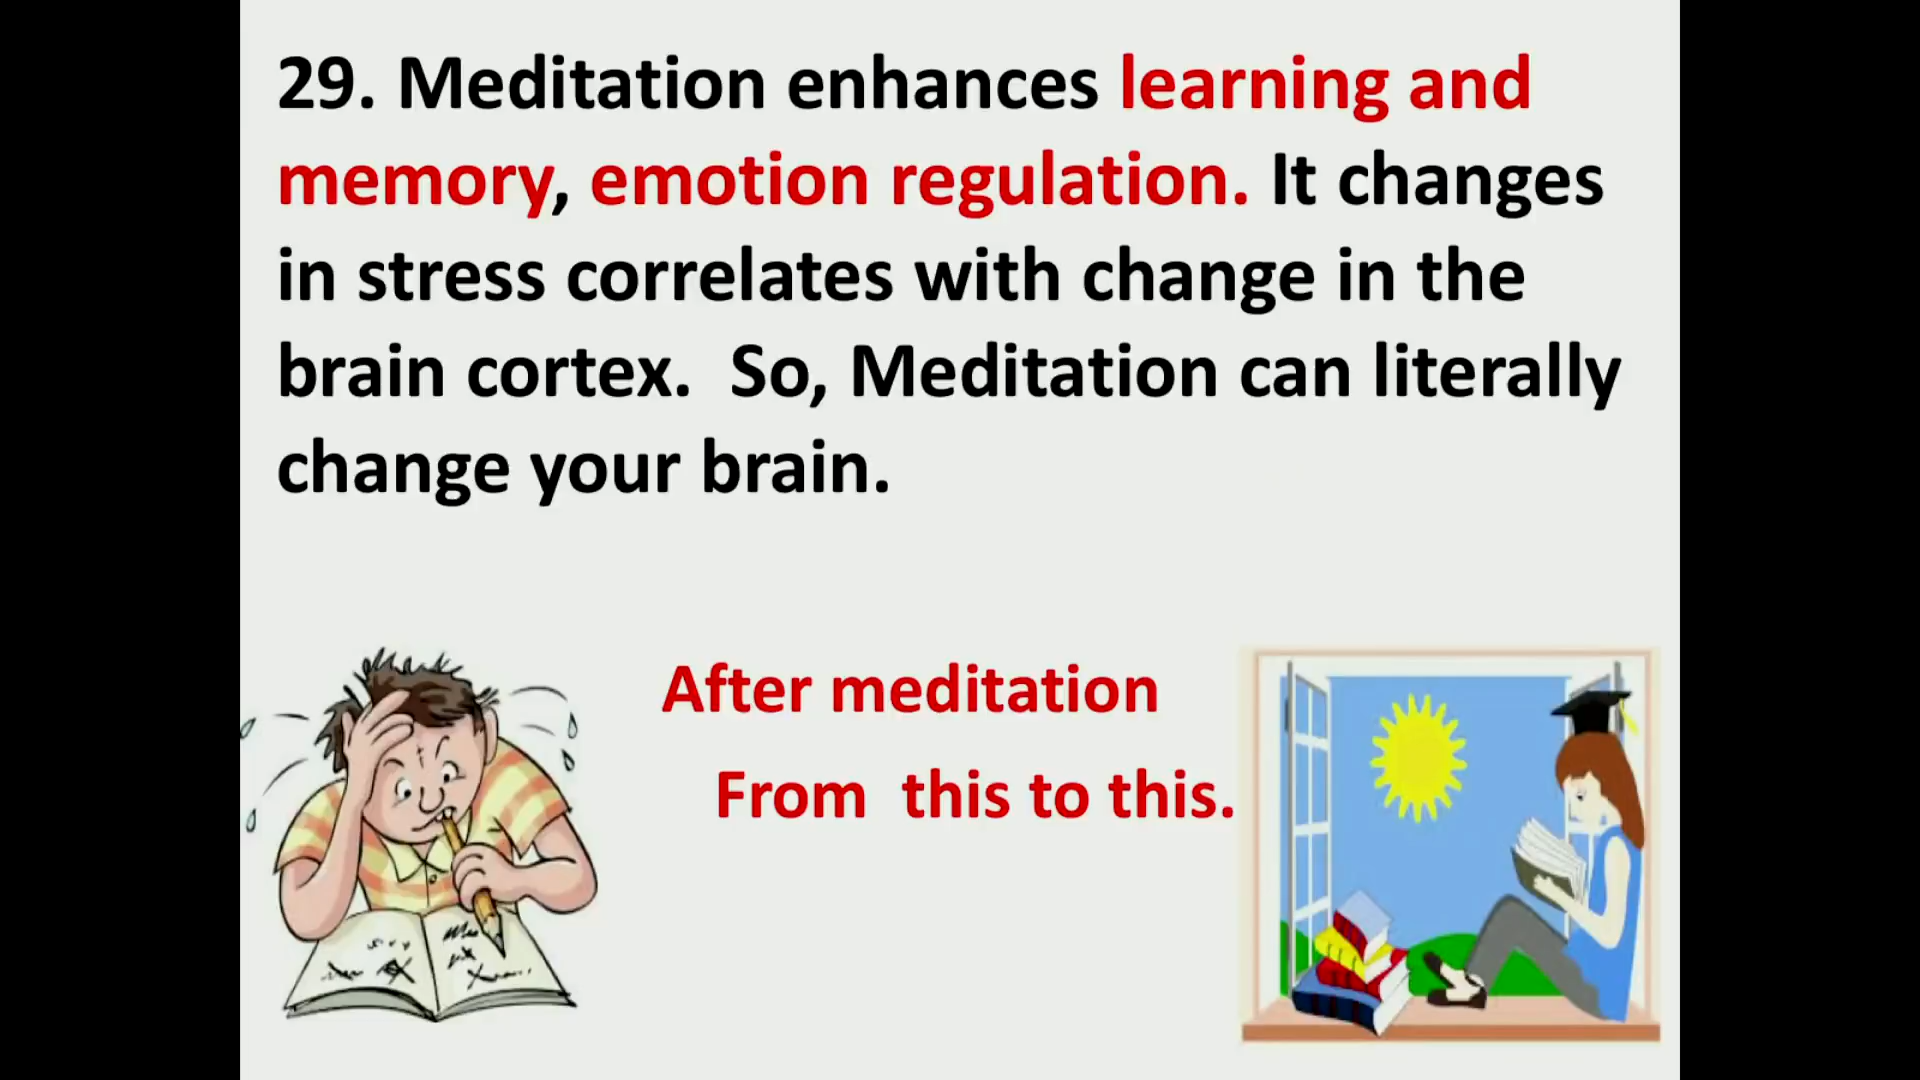 29. Meditation enhances learning and
memory, emotion regulation. It changes
in stress correlates with change in the
brain cortex.  So, Meditation can literally
change your brain.
After meditation
From  this to this.